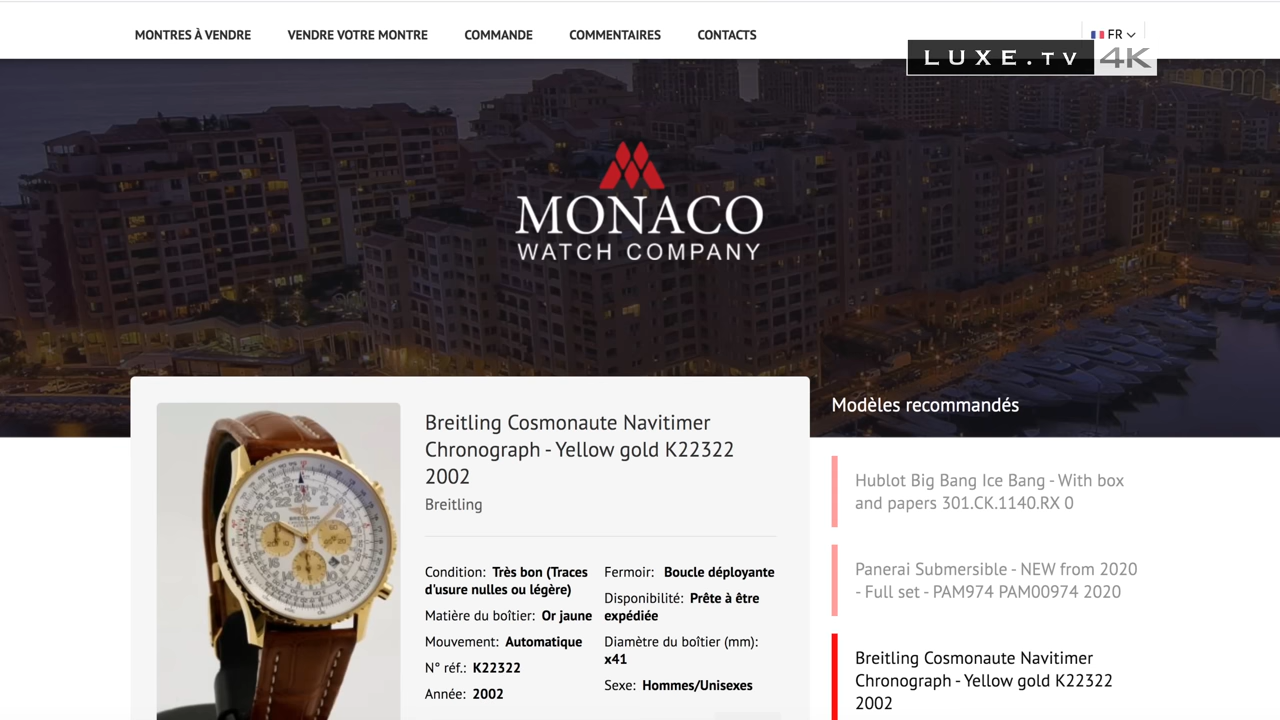 MONTRES À VENDRE VENDRE VOTRE MONTRE COMMANDE COMMENTAIRES CONTACTS FR
LUXE.TV 4K
MONACO
WATCH COMPANY
Modèles recommandés
Breitling Cosmonaute Navitimer
Chronograph - Yellow gold K22322
2002
Breitling
Condition: Très bon (Traces
d'usure nulles ou légère)
Matière du boîtier: Or jaune
Mouvement: Automatique
N° réf.: K22322
Année: 2002
Fermoir: Boucle déployante
Disponibilité: Prête à être
expédiée
Diamètre du boîtier (mm):
x41
Sexe: Hommes/Unisexes
Hublot Big Bang Ice Bang - With box
and papers 301.CK.1140.RX 0
Panerai Submersible - NEW from 2020
- Full set - PAM974 PAM00974 2020
Breitling Cosmonaute Navitimer
Chronograph - Yellow gold K22322
2002
BREITLING